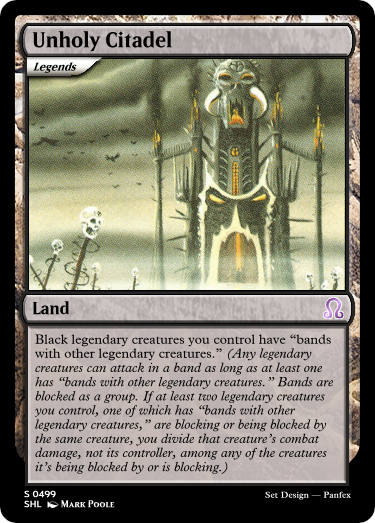 Unholy Citadel
Legends
Land
Black legendary creatures you control have “bands
with other legendary creatures.” (Any legendary
creatures can attack in a band as long as at least one
has “bands with other legendary creatures.” Bands are
blocked as a group. If at least two legendary creatures
you control, one of which has “bands with other
legendary creatures,” are blocking or being blocked by
the same creature, you divide that creature’s combat
damage, not its controller, among any of the creatures
it’s being blocked by or is blocking.)
S 0499
SHL Mark Poole
Set Design — Panfex